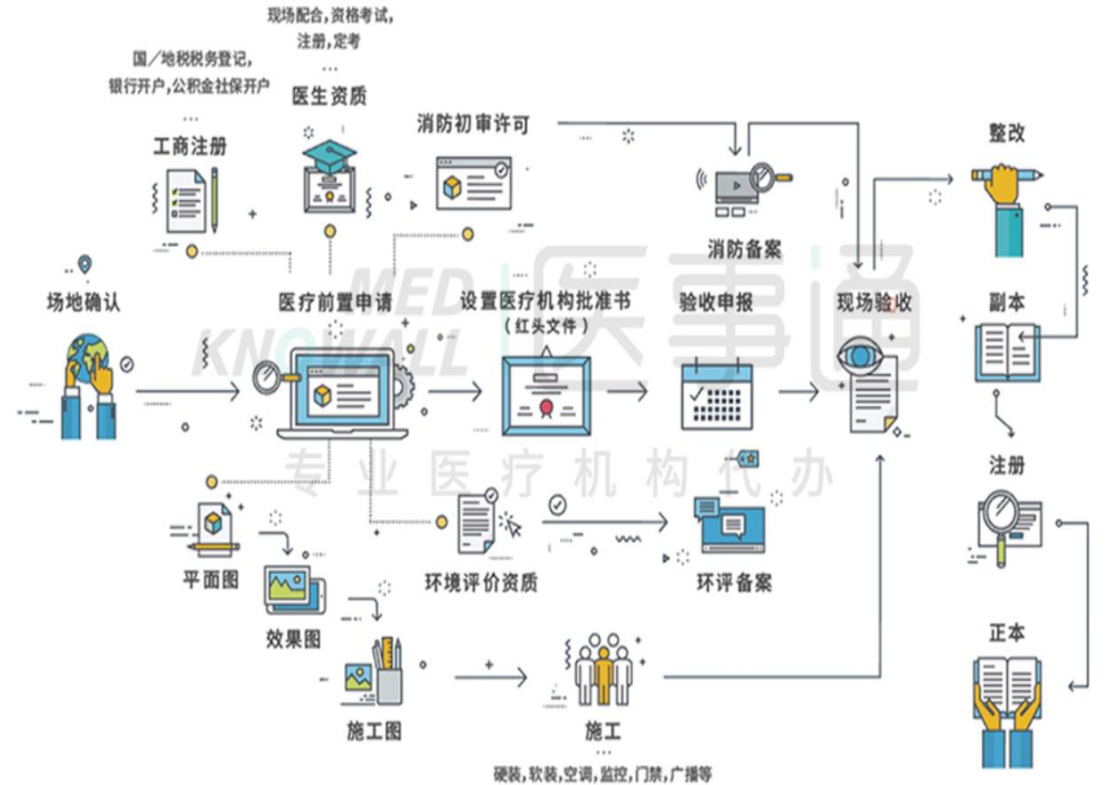 现场配合,资格考试,
注册,定考
...
医生资质
国／地税税务登记,
银行开户,公积金社保开户
...
工商注册
消防初审许可
整改
消防备案
场地确认
医疗前置申请
设置医疗机构批准书
(红头文件)
验收申报
现场验收
副本
MED
KNOWALL
医事通
专业医疗机构代办
注册
平面图
环境评价资质
环评备案
效果图
正本
施工图
施工
...
硬装,软装,空调,监控,门禁,广播等